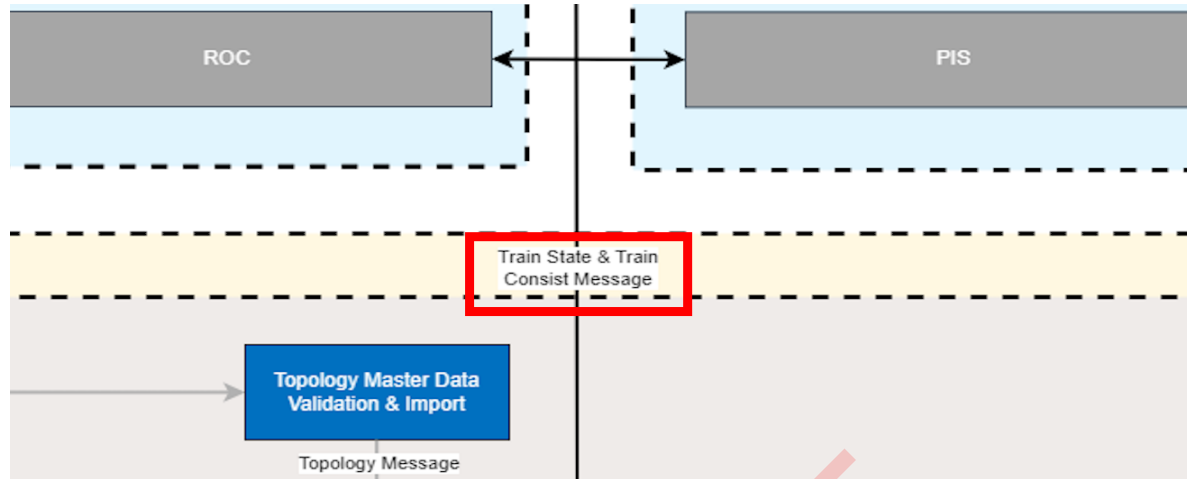 ROC
PIS
Train State & Train
Consist Message
Topology Master Data
Validation & Import
Topology Message